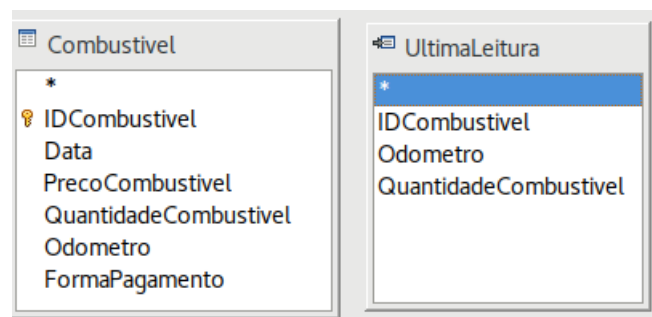 Combustivel
*
IDCombustivel
Data
PrecoCombustivel
QuantidadeCombustivel
Odometro
FormaPagamento
UltimaLeitura
*
IDCombustivel
Odometro
QuantidadeCombustivel